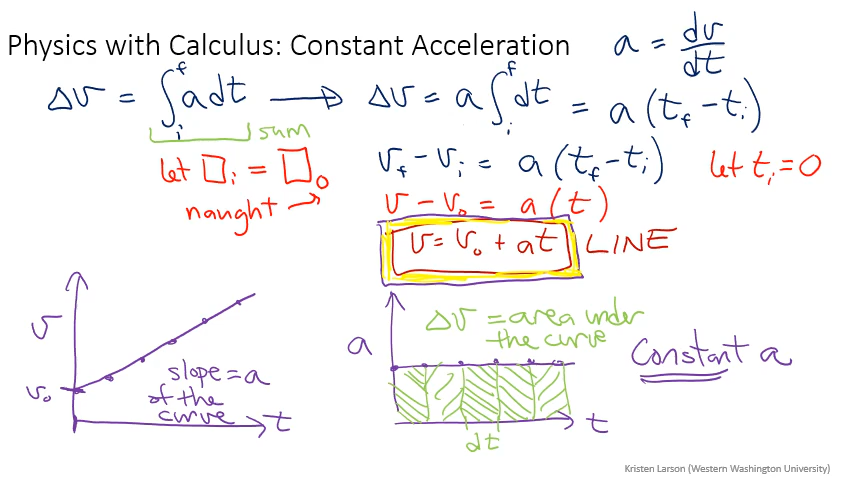 Physics with Calculus: Constant Acceleration
a = dv/dt
Δv = ∫ᵢᶠ a dt → Δv = a ∫ᵢᶠ dt = a (t_f − t_i)
sum
let □ᵢ = □₀
naught →
v_f − v_i = a (t_f − t_i)
let t_i = 0
v − v₀ = a (t)
v = v₀ + at
LINE
v
v₀
slope = a
of the
curve
t
Δv = area under
the curve
a
t
dt
Constant a
Kristen Larson (Western Washington University)